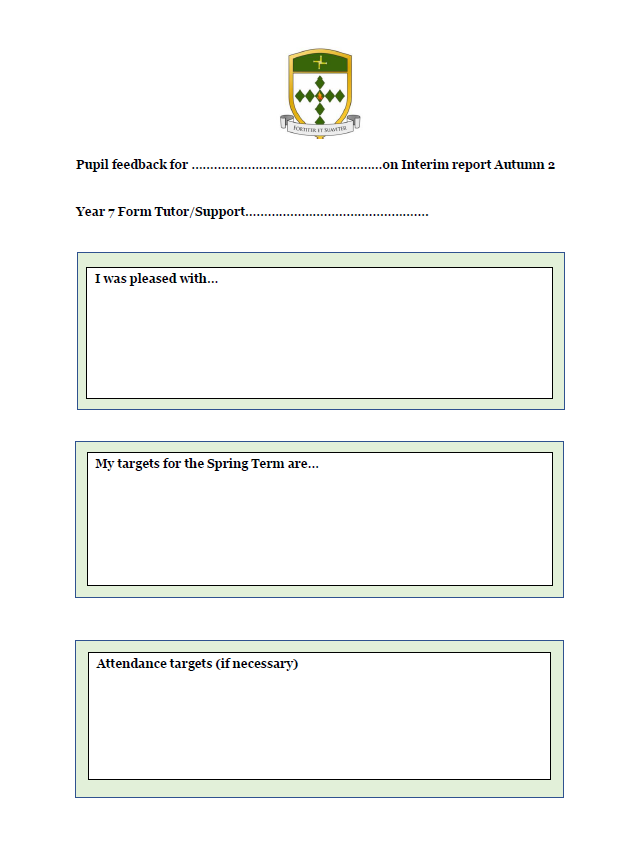 FORTITER ET SUAVITER
Pupil feedback for ....................................................on Interim report Autumn 2
Year 7 Form Tutor/Support.................................................
I was pleased with...
My targets for the Spring Term are...
Attendance targets (if necessary)